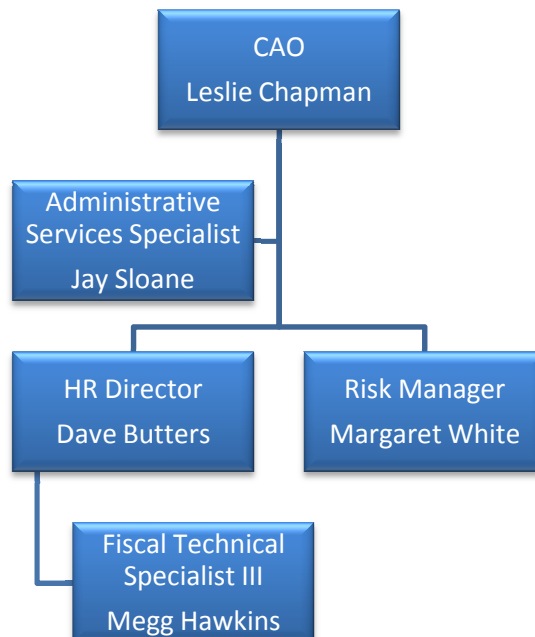 CAO
Leslie Chapman
Administrative
Services Specialist
Jay Sloane
HR Director
Dave Butters
Risk Manager
Margaret White
Fiscal Technical
Specialist III
Megg Hawkins